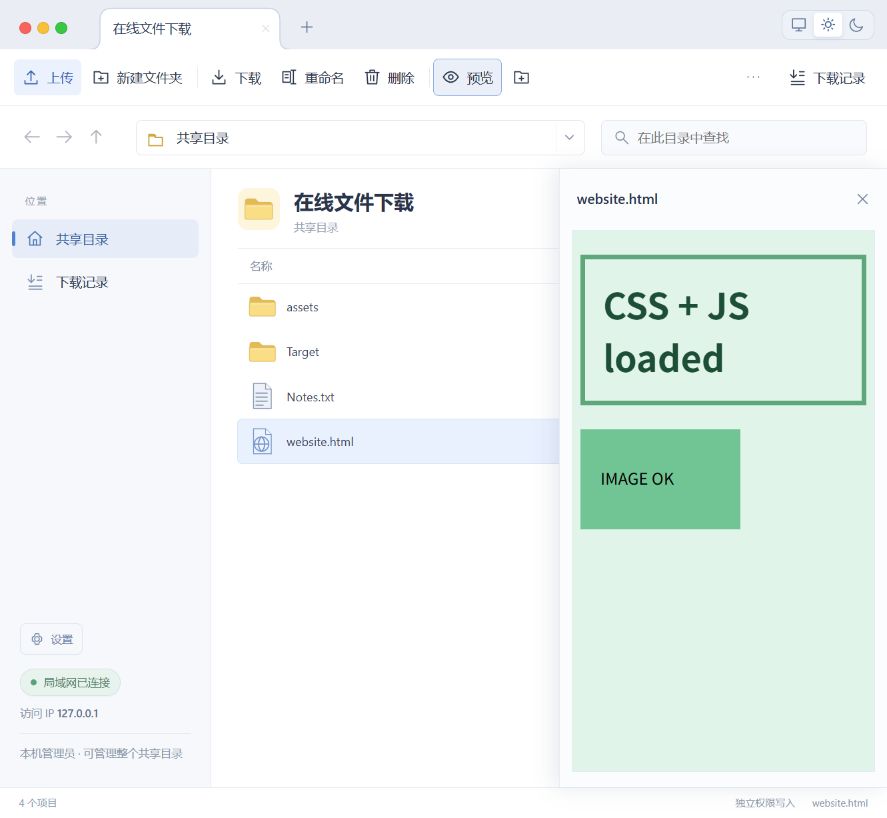 在线文件下载
上传
新建文件夹
下载
重命名
删除
预览
下载记录
共享目录
在此目录中查找
位置
共享目录
下载记录
在线文件下载
共享目录
名称
assets
Target
Notes.txt
website.html
website.html
CSS + JS
loaded
IMAGE OK
设置
局域网已连接
访问 IP 127.0.0.1
本机管理员 · 可管理整个共享目录
4 个项目
独立权限写入
website.html